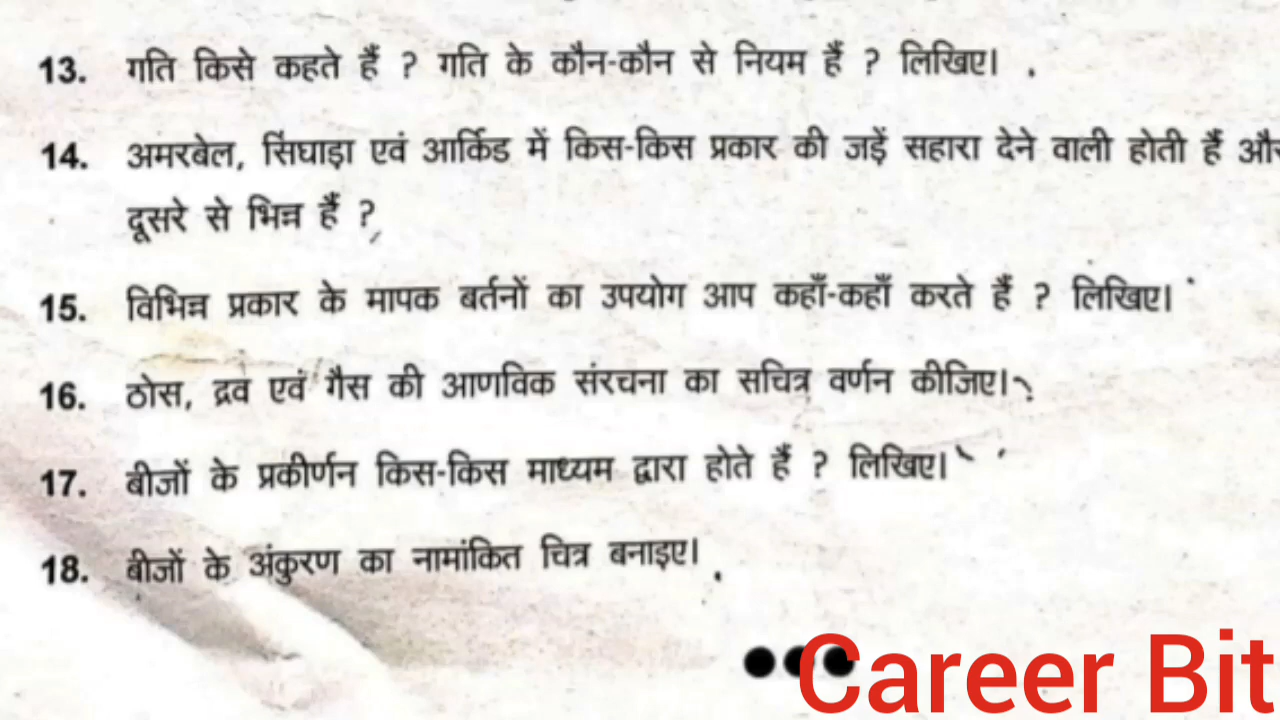 13. गति किसे कहते हैं ? गति के कौन-कौन से नियम हैं ? लिखिए।
14. अमरबेल, सिंघाड़ा एवं आर्किड में किस-किस प्रकार की जड़ें सहारा देने वाली होती हैं और
दूसरे से भिन्न हैं ?
15. विभिन्न प्रकार के मापक बर्तनों का उपयोग आप कहाँ-कहाँ करते हैं ? लिखिए।
16. ठोस, द्रव एवं गैस की आणविक संरचना का सचित्र वर्णन कीजिए।
17. बीजों के प्रकीर्णन किस-किस माध्यम द्वारा होते हैं ? लिखिए।
18. बीजों के अंकुरण का नामांकित चित्र बनाइए।
Career Bit